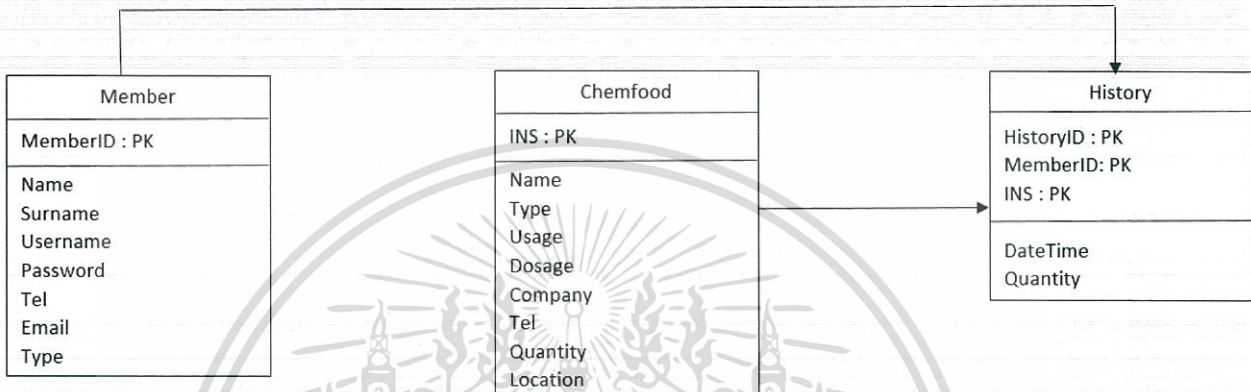 Member
MemberID : PK
Name
Surname
Username
Password
Tel
Email
Type
Chemfood
INS : PK
Name
Type
Usage
Dosage
Company
Tel
Quantity
Location
History
HistoryID : PK
MemberID: PK
INS : PK
DateTime
Quantity